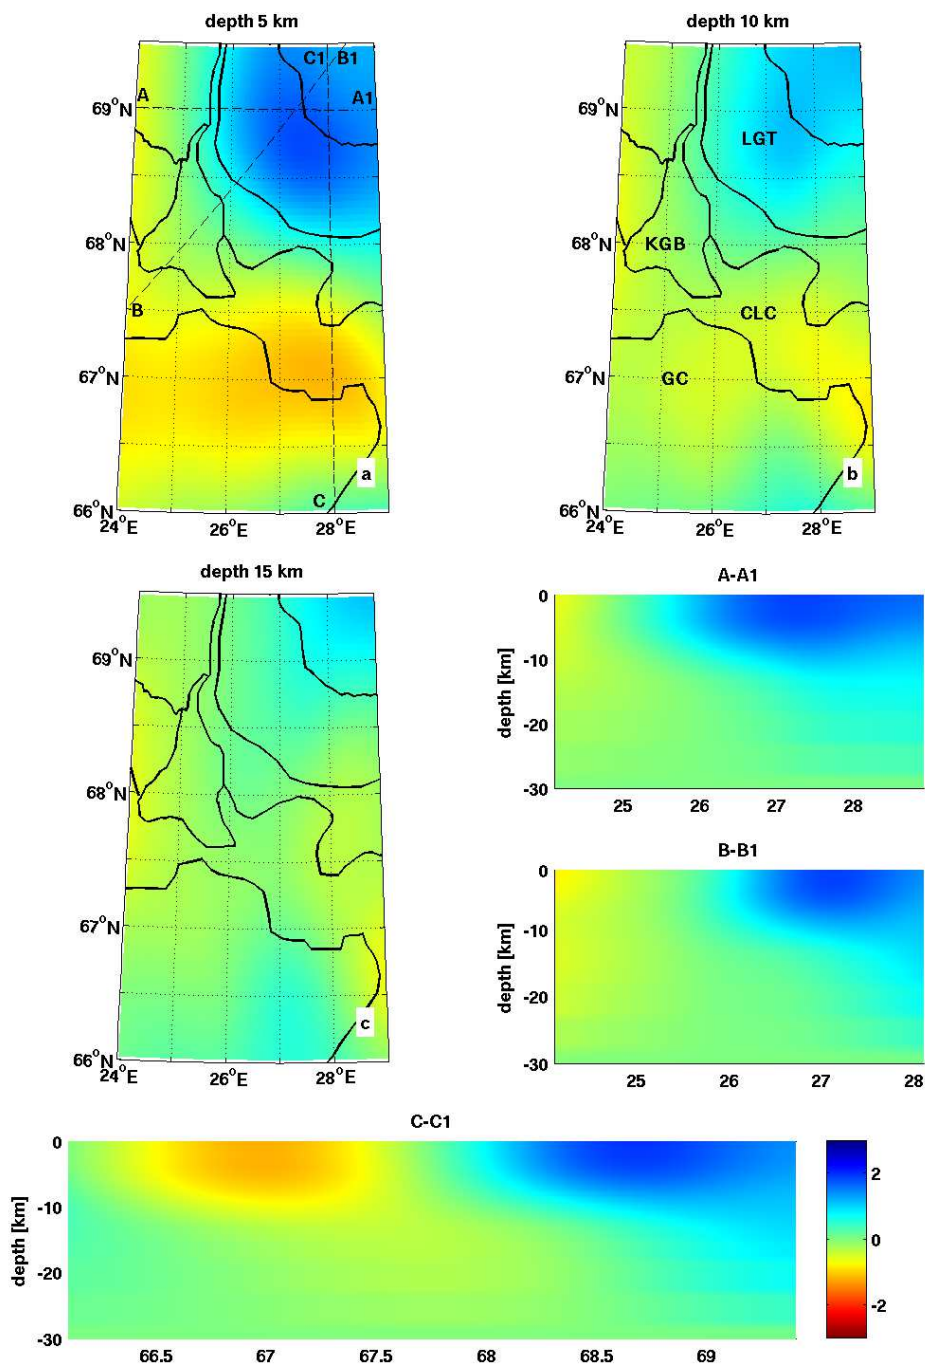 depth 5 km
depth 10 km
C1 B1
A
A1
69°N
68°N
B
67°N
C
a
66°N
24°E 26°E 28°E
69°N
LGT
68°N
KGB
CLC
67°N
GC
b
66°N
24°E 26°E 28°E
depth 15 km
69°N
68°N
67°N
c
66°N
24°E 26°E 28°E
A-A1
0
-10
-20
-30
depth [km]
25 26 27 28
B-B1
0
-10
-20
-30
depth [km]
25 26 27 28
C-C1
0
-10
-20
-30
depth [km]
66.5 67 67.5 68 68.5 69
2
0
-2